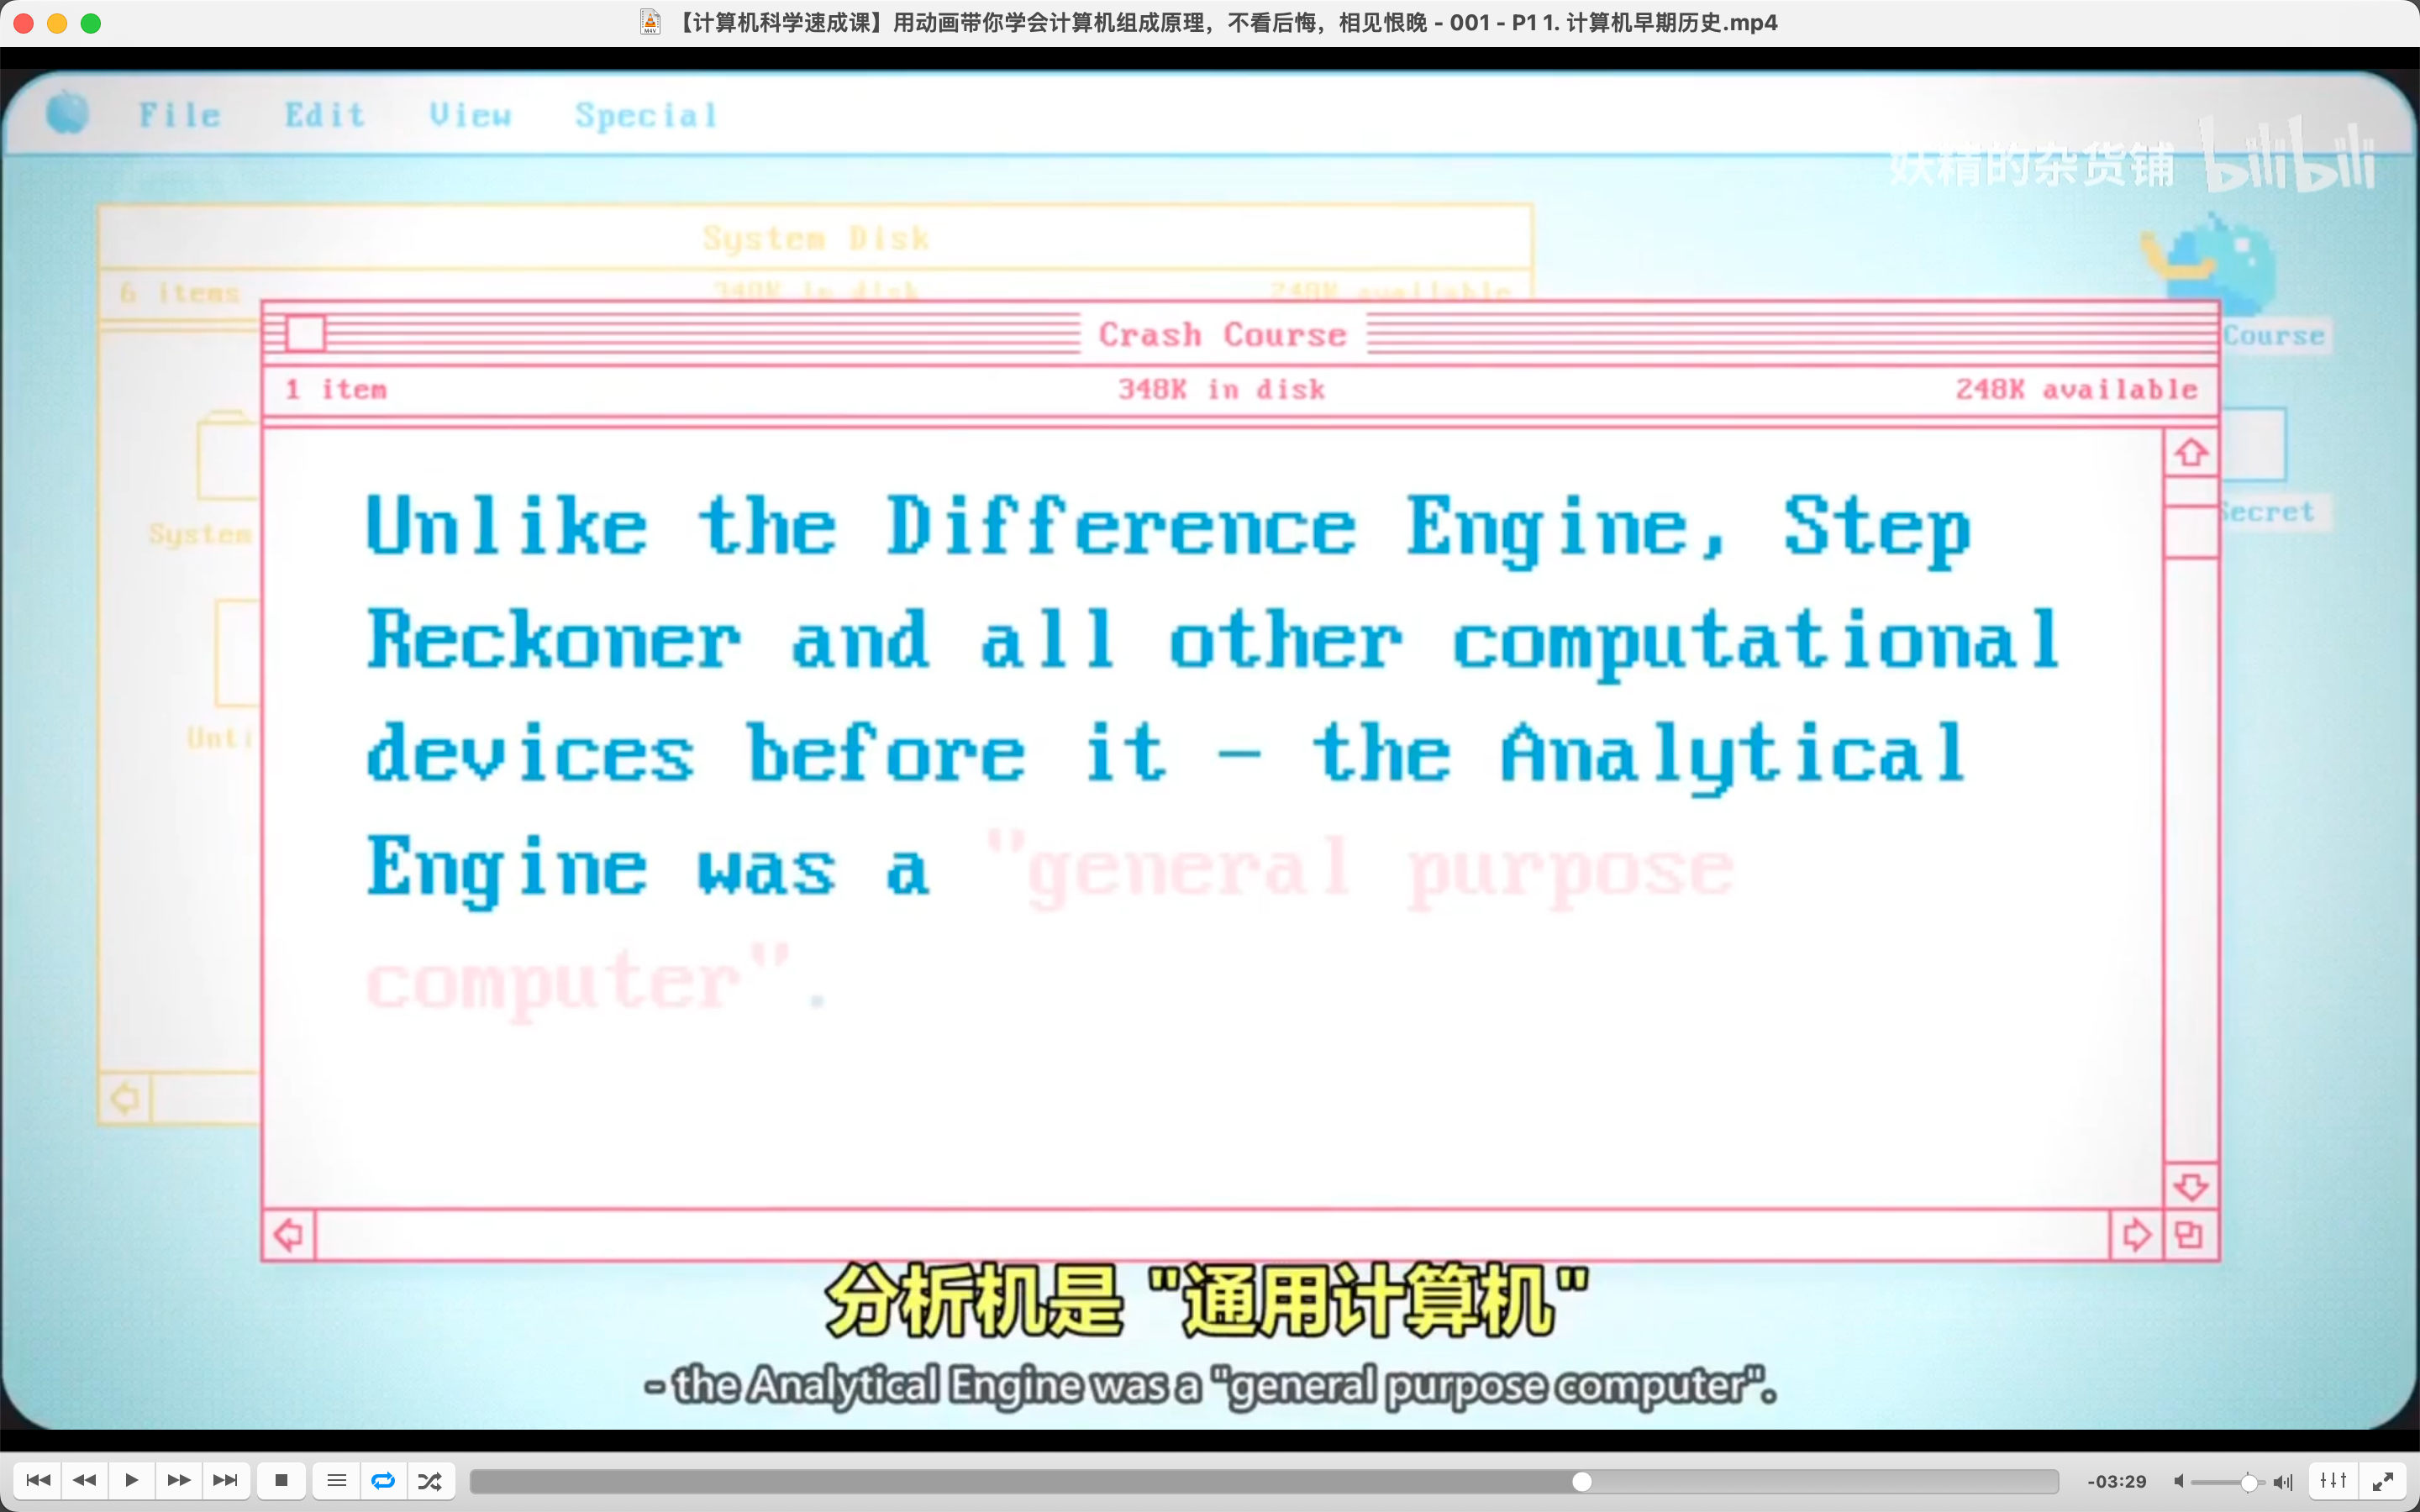 【计算机科学速成课】用动画带你学会计算机组成原理，不看后悔，相见恨晚 - 001 - P1 1. 计算机早期历史.mp4
File Edit View Special
妖精的杂货铺 bilibili
System Disk
6 items 348K in disk 248K available
Crash Course
Course
1 item 348K in disk 248K available
Unlike the Difference Engine, Step
Secret
System
Reckoner and all other computational
devices before it – the Analytical
Engine was a "general purpose
computer".
分析机是 "通用计算机"
- the Analytical Engine was a "general purpose computer".
-03:29